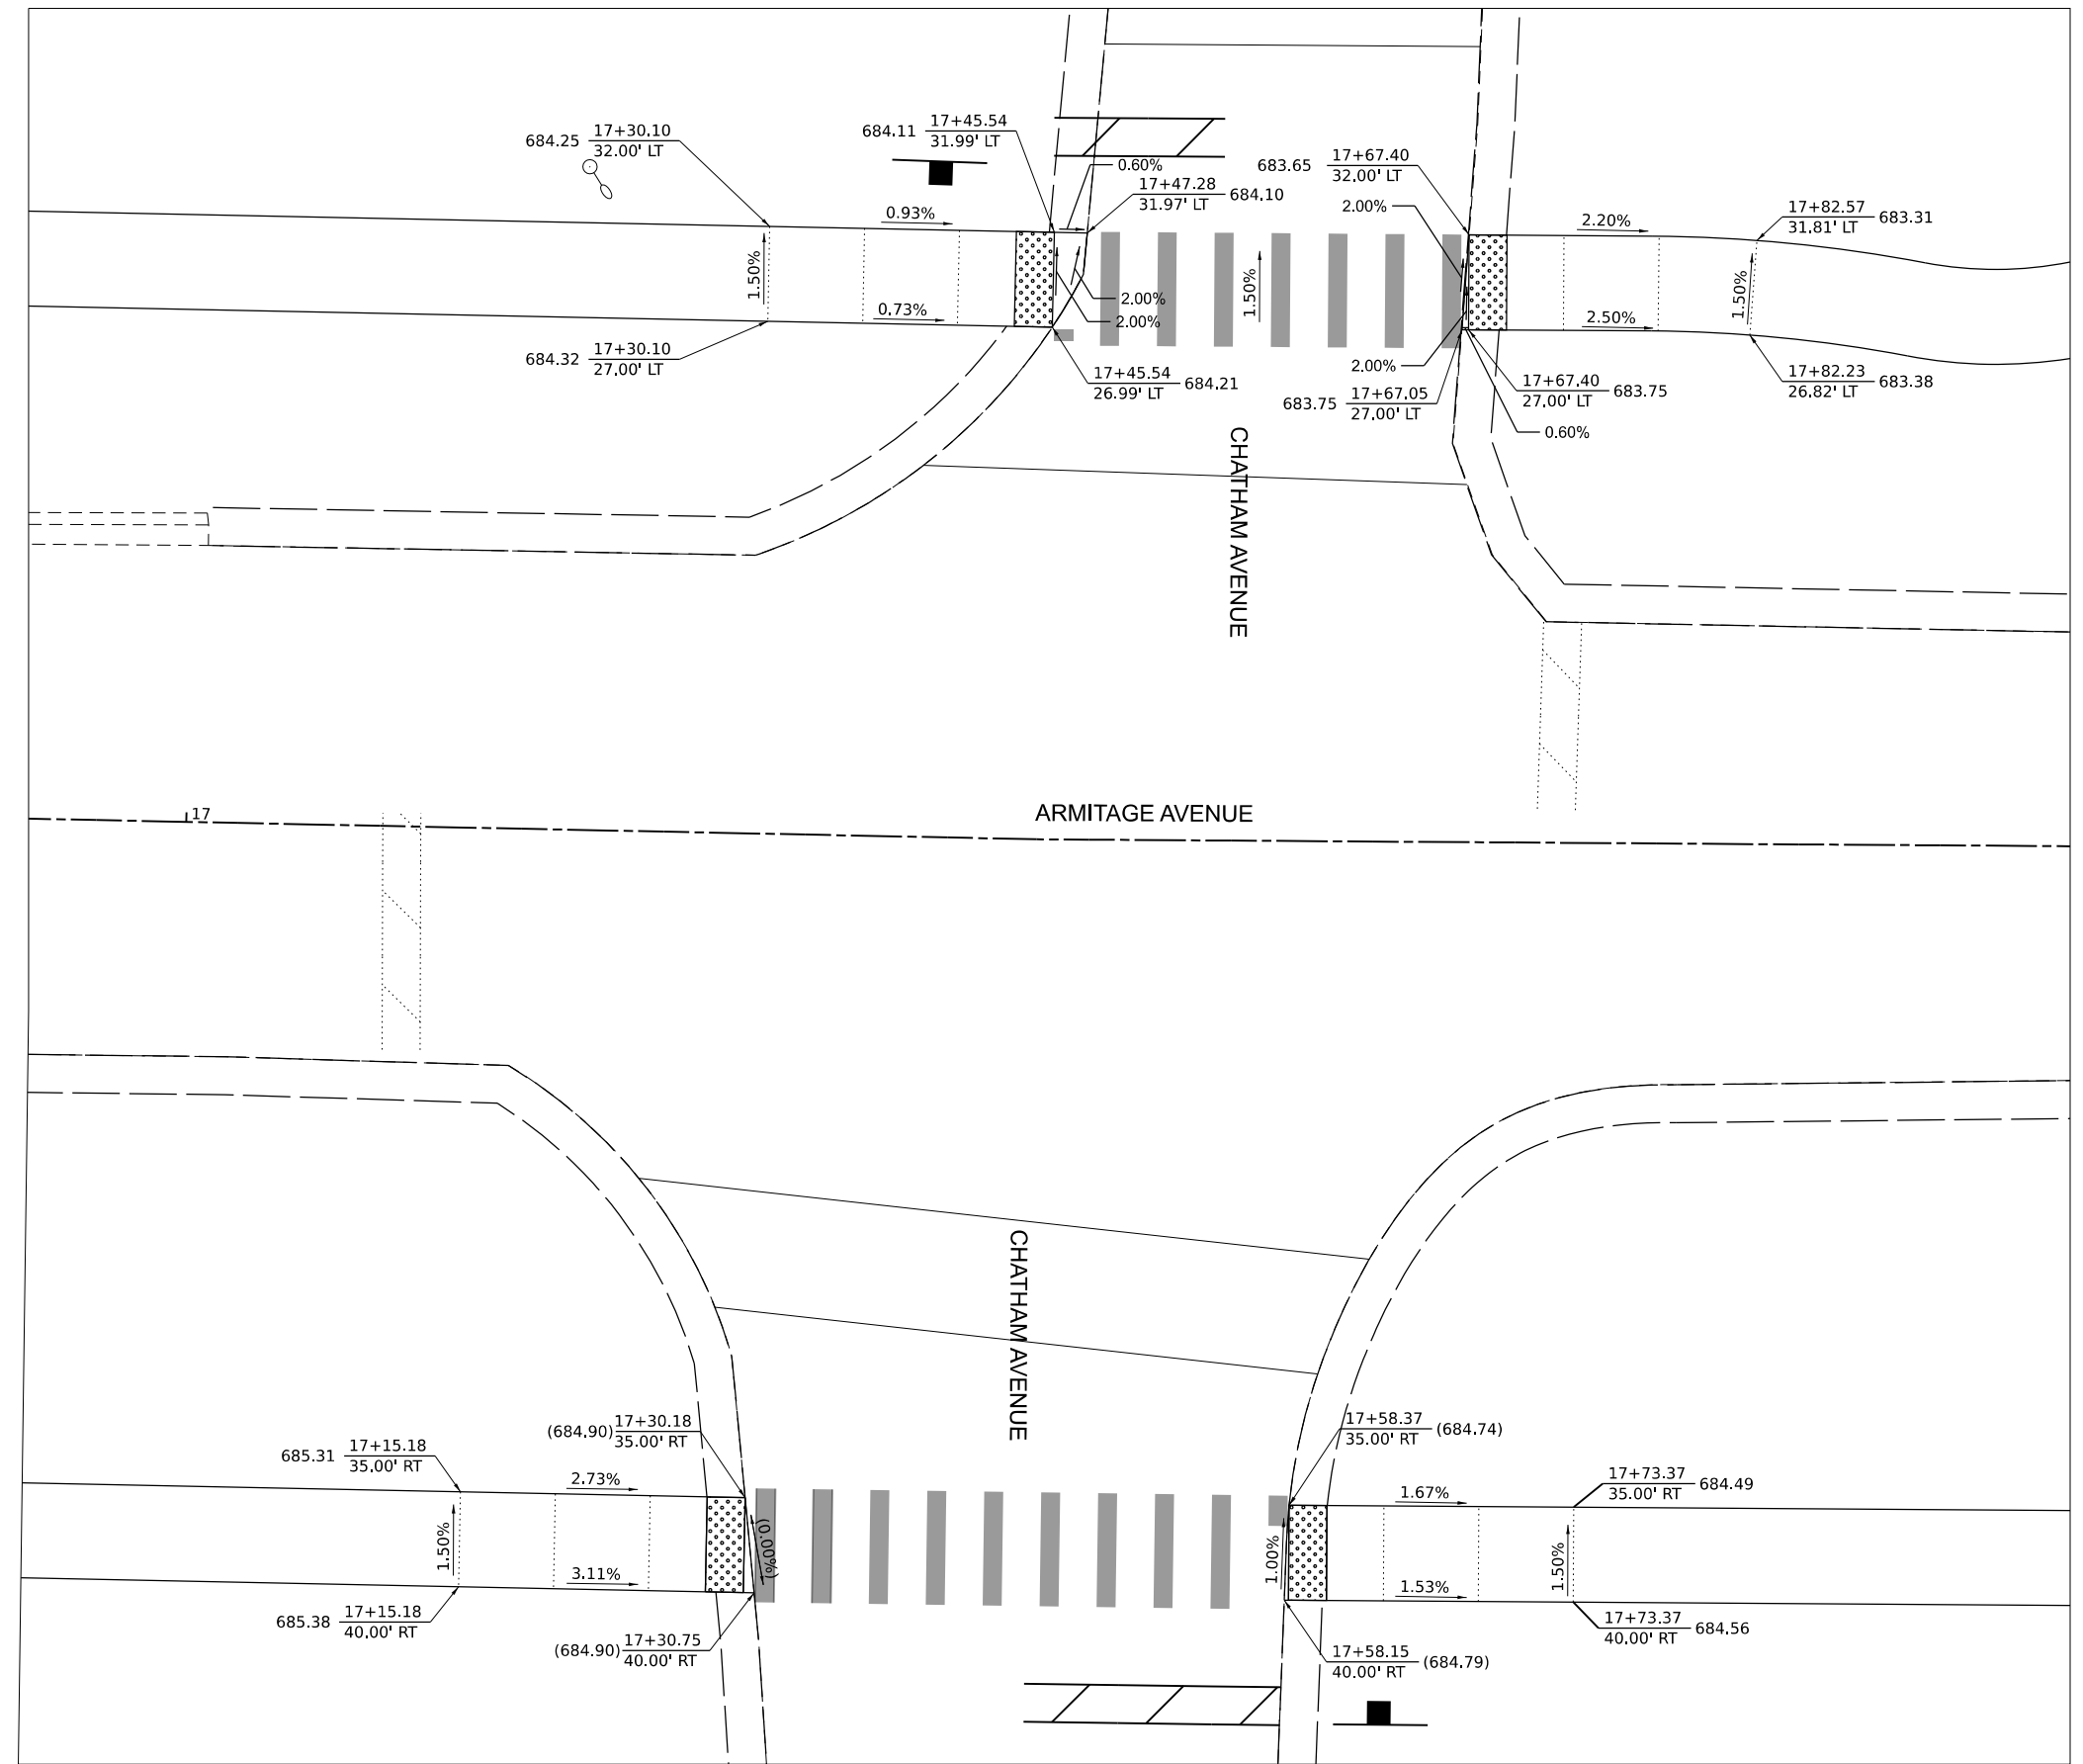 684.25
17+30.10
32.00' LT
684.11
17+45.54
31.99' LT
0.60%
17+47.28
31.97' LT
684.10
683.65
17+67.40
32.00' LT
2.00%
17+82.57
31.81' LT
683.31
0.93%
2.20%
1.50%
1.50%
1.50%
0.73%
2.00%
2.00%
2.50%
684.32
17+30.10
27.00' LT
17+45.54
26.99' LT
684.21
2.00%
683.75
17+67.05
27.00' LT
17+67.40
27.00' LT
683.75
17+82.23
26.82' LT
683.38
0.60%
CHATHAM AVENUE
17
ARMITAGE AVENUE
CHATHAM AVENUE
685.31
17+15.18
35.00' RT
(684.90)
17+30.18
35.00' RT
17+58.37
35.00' RT
(684.74)
17+73.37
35.00' RT
684.49
2.73%
1.67%
1.50%
(0.00%)
1.00%
1.50%
3.11%
1.53%
685.38
17+15.18
40.00' RT
(684.90)
17+30.75
40.00' RT
17+58.15
40.00' RT
(684.79)
17+73.37
40.00' RT
684.56